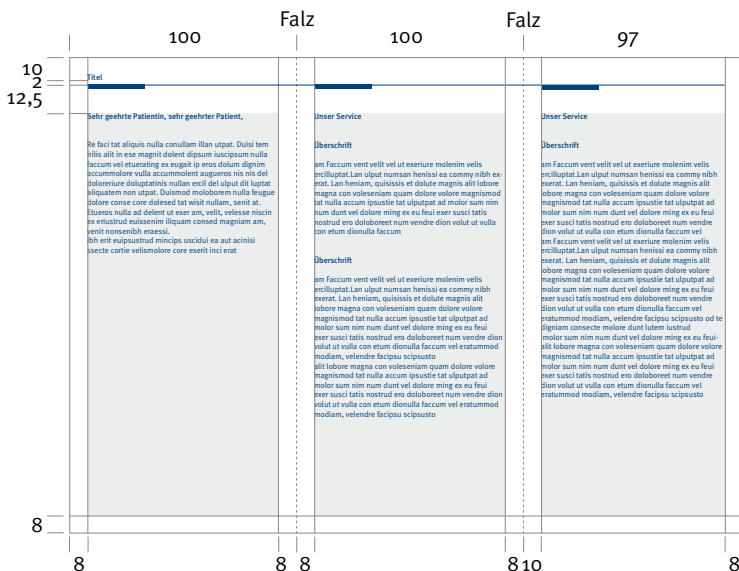 Falz
Falz
100
100
97
10
2
12,5
Titel
Sehr geehrte Patientin, sehr geehrter Patient,
Re faci tat aliquis nulla conullam illan utpat. Duisi tem
irilis alit in ese magnit dolent dipsum iuscipsum nulla
faccum vel etuerating ex eugait ip eros dolum dignim
accummolore vulla accummolent augueros nis nis del
doloreriure doluptatinis nullan ercil del ulput dit luptat
aliquatem non utpat. Duismod moloborem nulla feugue
dolore conse core dolesed tat wisit nullam, senit at.
Etueros nulla ad delent ut exer am, velit, velesse niscin
ex eriustrud euissenim iliquam consed magniam am,
venit nonsenibh eraessi.
Ibh erit euipsustrud mincips uscidui ea aut acinisi
ssecte cortie velismolore core exerit inci erat
Unser Service
Überschrift
am Faccum vent velit vel ut exeriure molenim velis
ercilluptat.Lan ulput numsan henissi ea commy nibh ex-
erat. Lan heniam, quisissis et dolute magnis alit lobore
magna con voleseniam quam dolore volore magnismod
tat nulla accum ipsustie tat ulputpat ad molor sum nim
num dunt vel dolore ming ex eu feui exer susci tatis
nostrud ero doloboreet num vendre dion volut ut vulla
con etum dionulla faccum
Überschrift
am Faccum vent velit vel ut exeriure molenim velis
ercilluptat.Lan ulput numsan henissi ea commy nibh
exerat. Lan heniam, quisissis et dolute magnis alit
lobore magna con voleseniam quam dolore volore
magnismod tat nulla accum ipsustie tat ulputpat ad
molor sum nim num dunt vel dolore ming ex eu feui
exer susci tatis nostrud ero doloboreet num vendre dion
volut ut vulla con etum dionulla faccum vel eratummod
modiam, velendre facipsu scipsusto
alit lobore magna con voleseniam quam dolore volore
magnismod tat nulla accum ipsustie tat ulputpat ad
molor sum nim num dunt vel dolore ming ex eu feui
exer susci tatis nostrud ero doloboreet num vendre dion
volut ut vulla con etum dionulla faccum vel eratummod
modiam, velendre facipsu scipsusto
Unser Service
Überschrift
am Faccum vent velit vel ut exeriure molenim velis
ercilluptat.Lan ulput numsan henissi ea commy nibh
exerat. Lan heniam, quisissis et dolute magnis alit
lobore magna con voleseniam quam dolore volore
magnismod tat nulla accum ipsustie tat ulputpat ad
molor sum nim num dunt vel dolore ming ex eu feui
exer susci tatis nostrud ero doloboreet num vendre
dion volut ut vulla con etum dionulla faccum vel
am Faccum vent velit vel ut exeriure molenim velis
ercilluptat.Lan ulput numsan henissi ea commy nibh
exerat. Lan heniam, quisissis et dolute magnis alit
lobore magna con voleseniam quam dolore volore
magnismod tat nulla accum ipsustie tat ulputpat ad
molor sum nim num dunt vel dolore ming ex eu feui
exer susci tatis nostrud ero doloboreet num vendre
dion volut ut vulla con etum dionulla faccum vel
eratummod modiam, velendre facipsu scipsusto od te
digniam consecte molore dunt lutem iustrud
molor sum nim num dunt vel dolore ming ex eu feui-
alit lobore magna con voleseniam quam dolore volore
magnismod tat nulla accum ipsustie tat ulputpat ad
molor sum nim num dunt vel dolore ming ex eu feui
exer susci tatis nostrud ero doloboreet num vendre
dion volut ut vulla con etum dionulla faccum vel
eratummod modiam, velendre facipsu scipsusto
8
8
8
8
8
10
8